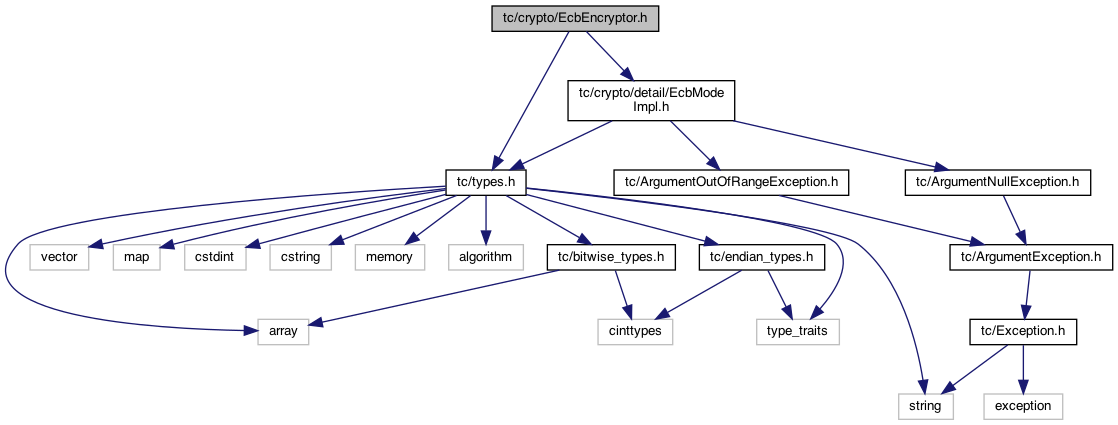 tc/crypto/EcbEncryptor.h
tc/crypto/detail/EcbMode
Impl.h
tc/types.h
tc/ArgumentOutOfRangeException.h
tc/ArgumentNullException.h
vector
map
cstdint
cstring
memory
algorithm
tc/bitwise_types.h
tc/endian_types.h
tc/ArgumentException.h
array
cinttypes
type_traits
tc/Exception.h
string
exception